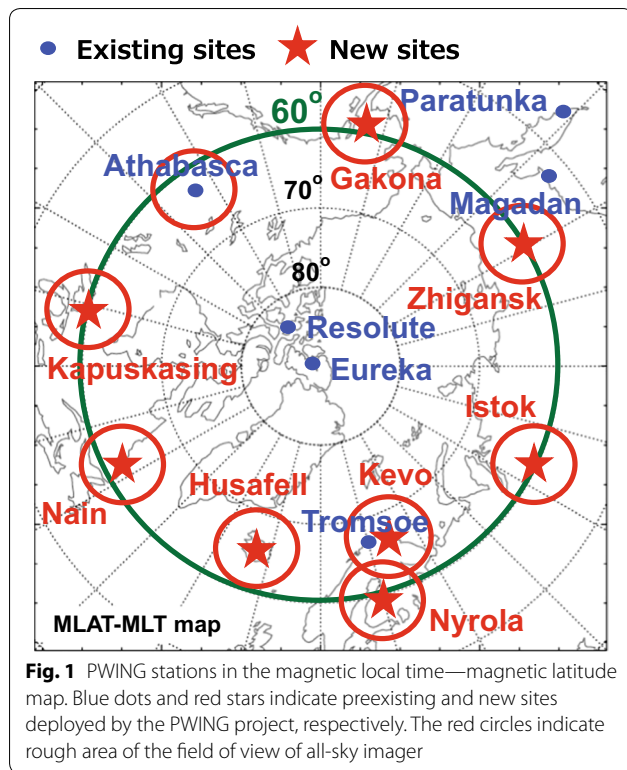 Existing sites New sites
60°
Paratunka
Athabasca
Gakona
70°
Magadan
80°
Zhigansk
Resolute
Kapuskasing
Eureka
Istok
Nain
Husafell
Kevo
Tromsoe
Nyrola
MLAT-MLT map
Fig. 1 PWING stations in the magnetic local time—magnetic latitude
map. Blue dots and red stars indicate preexisting and new sites
deployed by the PWING project, respectively. The red circles indicate
rough area of the field of view of all-sky imager